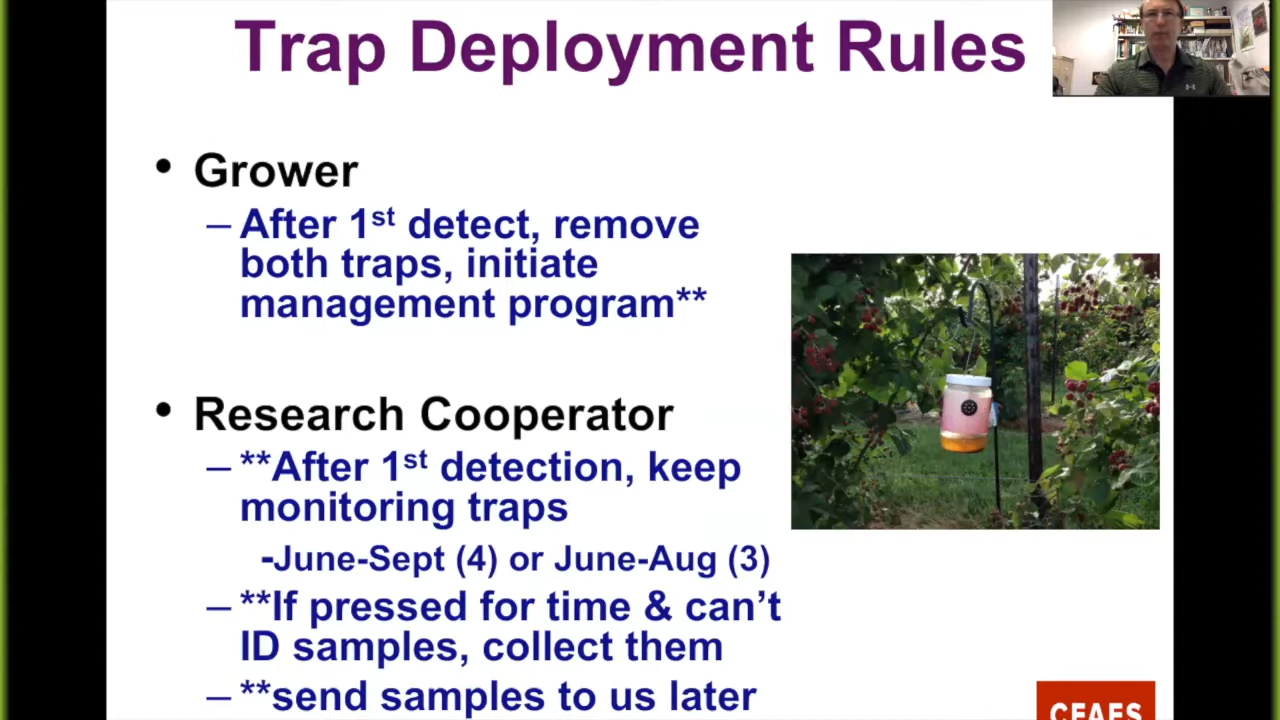 Trap Deployment Rules
• Grower
– After 1st detect, remove
both traps, initiate
management program**
• Research Cooperator
– **After 1st detection, keep
monitoring traps
-June-Sept (4) or June-Aug (3)
– **If pressed for time & can’t
ID samples, collect them
– **send samples to us later
CFAES